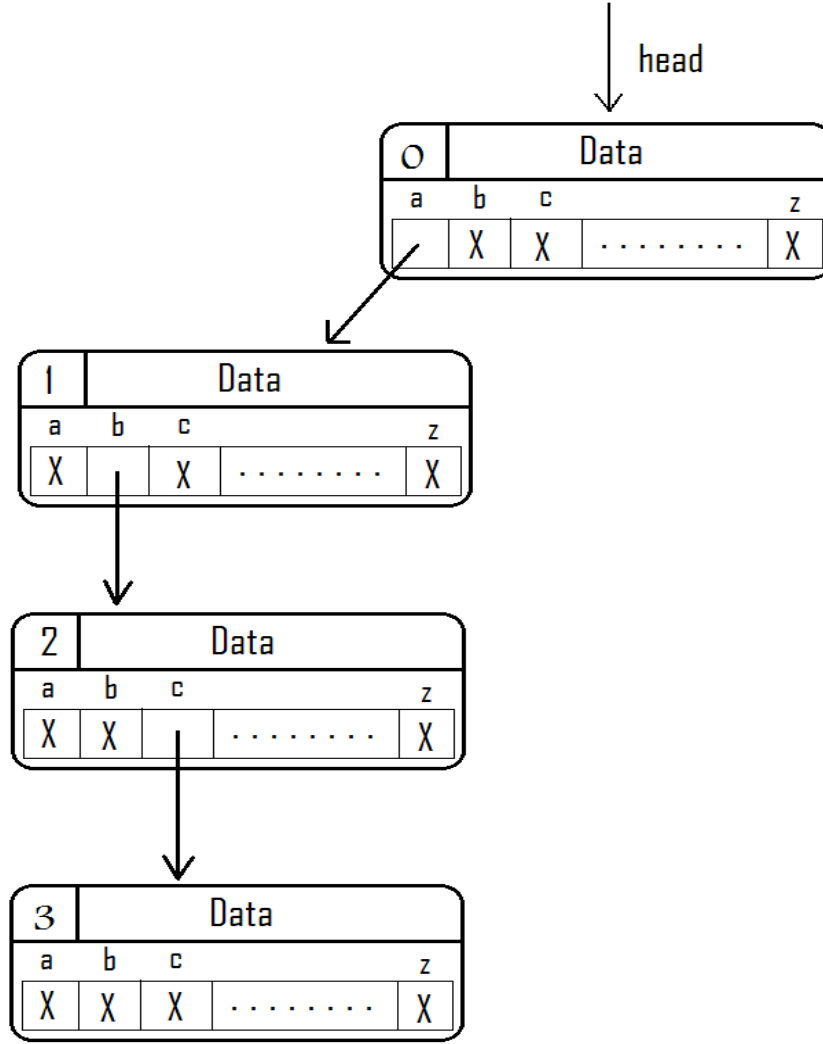 head
0 Data
a b c z
X X ........ X
1 Data
a b c z
X X ........ X
2 Data
a b c z
X X ........ X
3 Data
a b c z
X X X ........ X